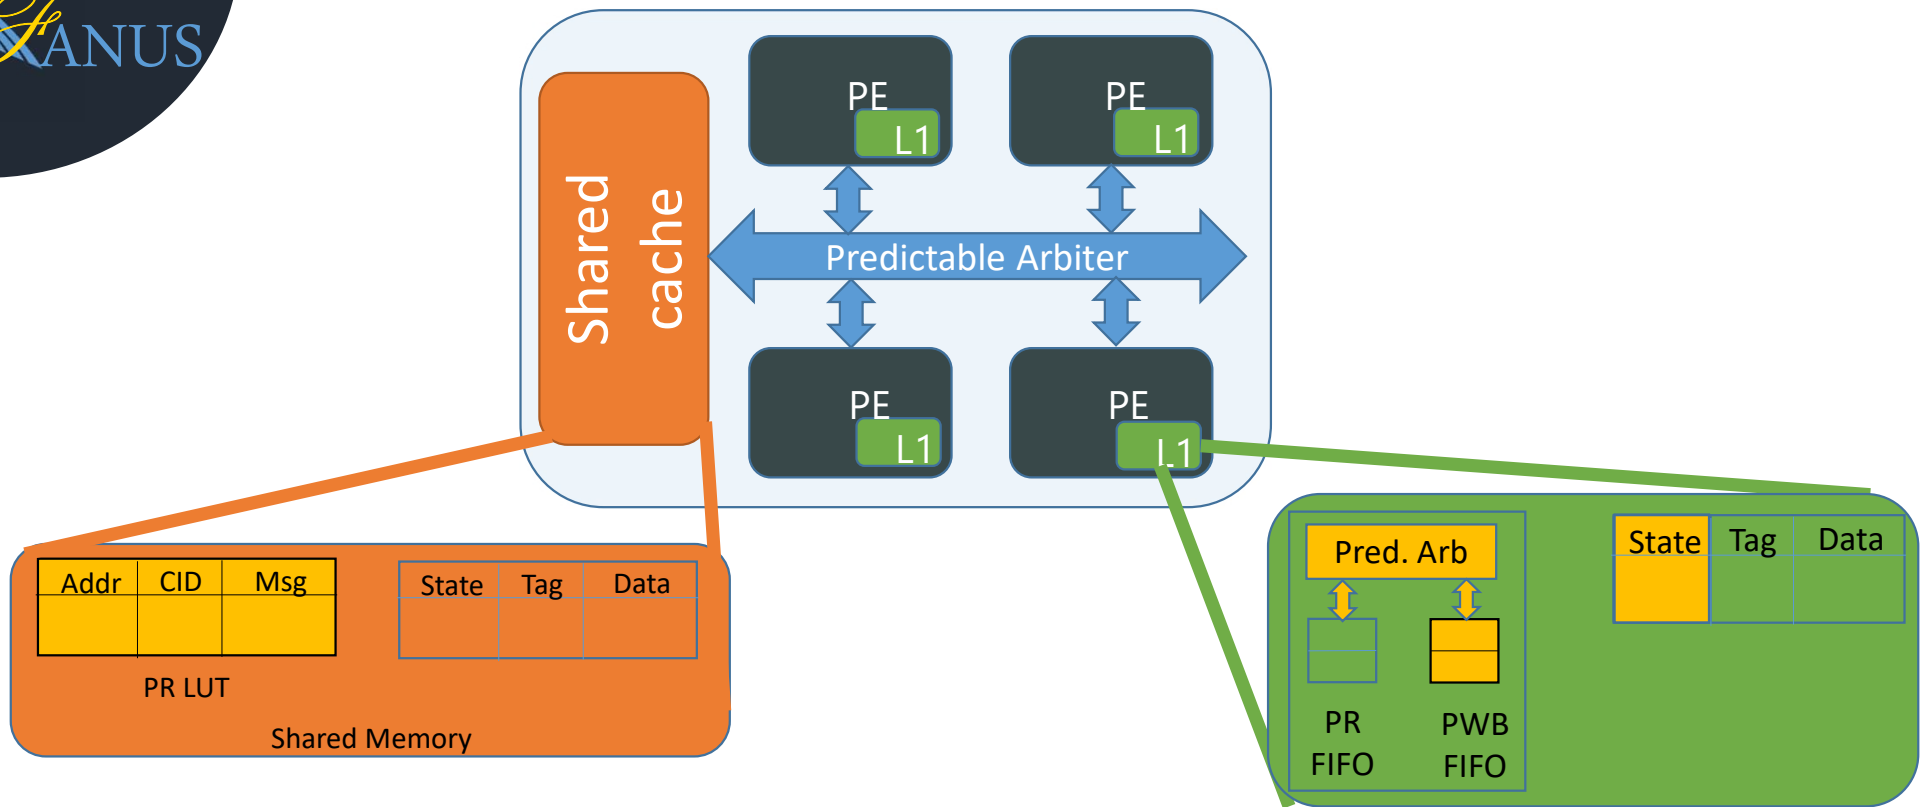 ANUS
PE
L1
PE
L1
Shared
cache
Predictable Arbiter
PE
L1
PE
L1
Addr CID Msg
State Tag Data
PR LUT
Shared Memory
Pred. Arb
State Tag Data
PR
FIFO
PWB
FIFO